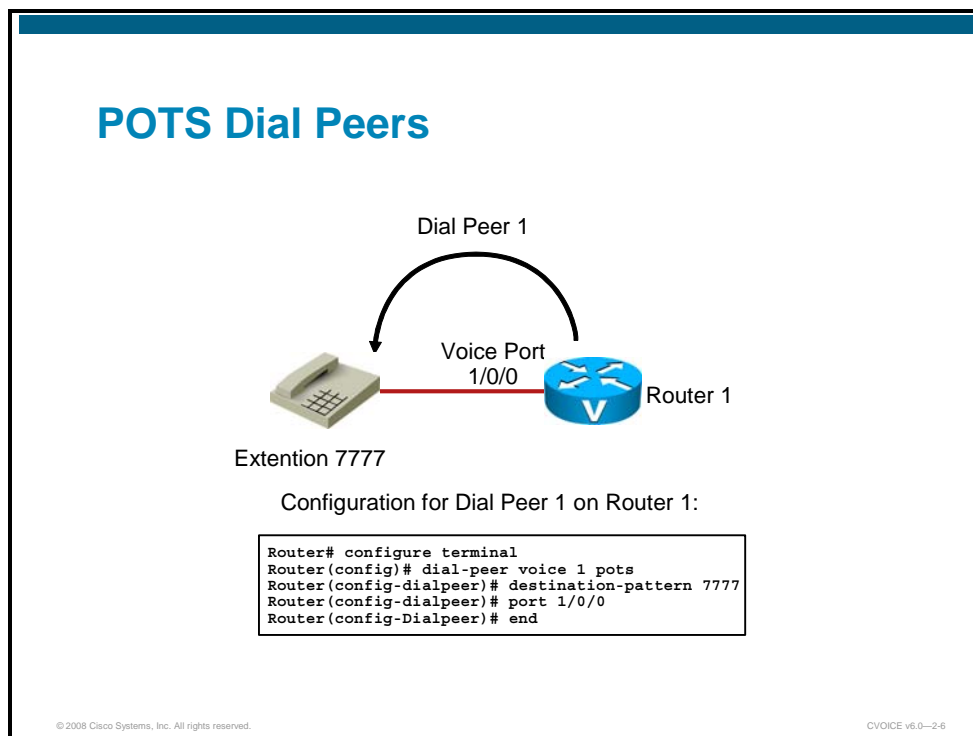 POTS Dial Peers
Dial Peer 1
Voice Port
1/0/0
V
Router 1
Extention 7777
Configuration for Dial Peer 1 on Router 1:
Router# configure terminal
Router(config)# dial-peer voice 1 pots
Router(config-dialpeer)# destination-pattern 7777
Router(config-dialpeer)# port 1/0/0
Router(config-Dialpeer)# end
© 2008 Cisco Systems, Inc. All rights reserved.
CVOICE v6.0—2-6